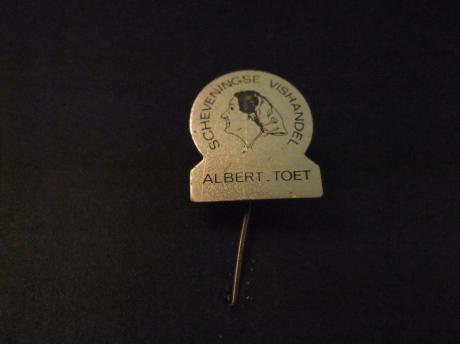 SCHEVENINGSE VISHANDEL
ALBERT. TOET